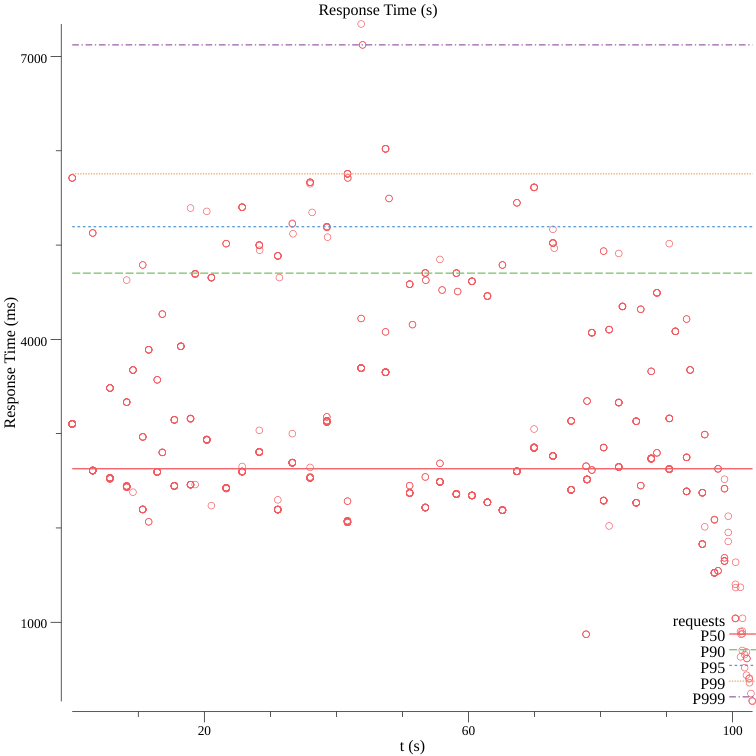 Response Time (s)
7000
4000
1000
Response Time (ms)
requests
P50
P90
P95
P99
P999
20
60
100
t (s)